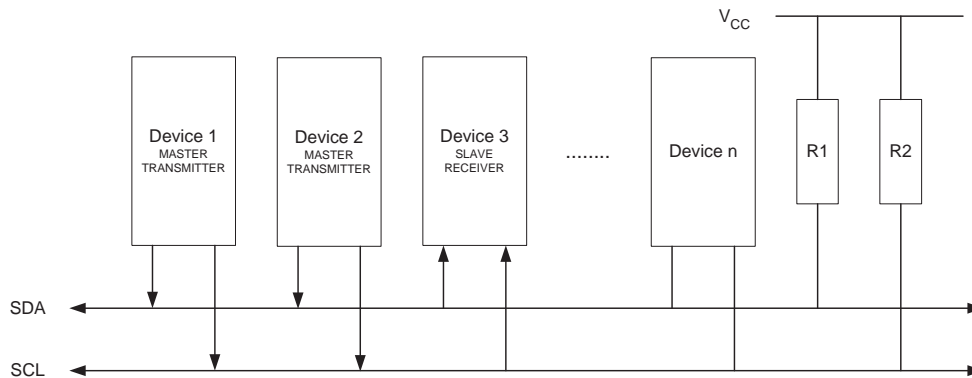 VCC
Device 1
MASTER
TRANSMITTER
Device 2
MASTER
TRANSMITTER
Device 3
SLAVE
RECEIVER
........
Device n
R1
R2
SDA
SCL